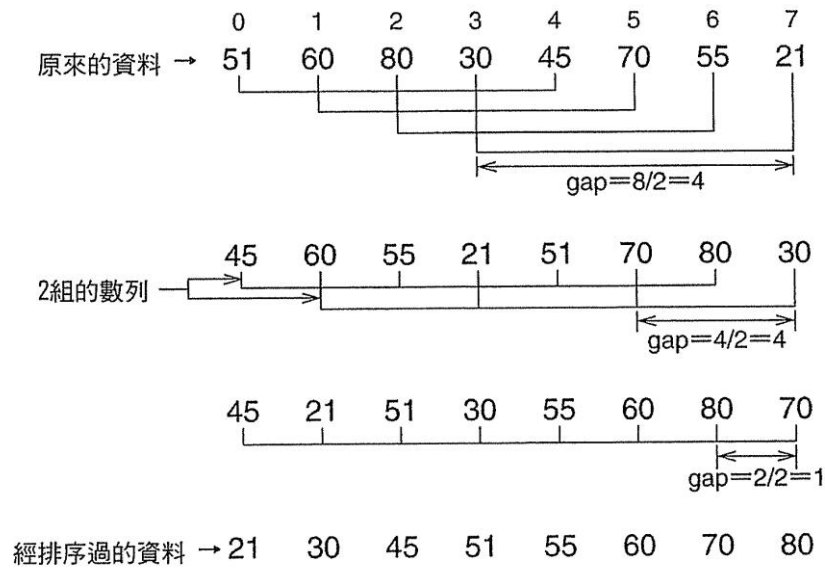 0 1 2 3 4 5 6 7
原來的資料 → 51 60 80 30 45 70 55 21
gap=8/2=4
45 60 55 21 51 70 80 30
2組的數列
gap=4/2=4
45 21 51 30 55 60 80 70
gap=2/2=1
經排序過的資料 → 21 30 45 51 55 60 70 80